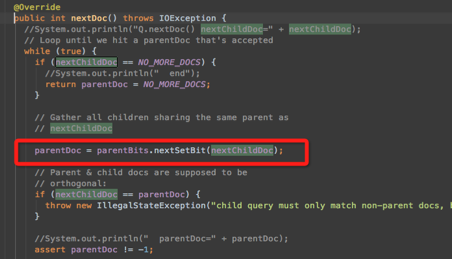 @Override
public int nextDoc() throws IOException {
//System.out.println("Q.nextDoc() nextChildDoc=" + nextChildDoc);
// Loop until we hit a parentDoc that's accepted
while (true) {
if (nextChildDoc == NO_MORE_DOCS) {
//System.out.println("  end");
return parentDoc = NO_MORE_DOCS;
}
// Gather all children sharing the same parent as
// nextChildDoc
parentDoc = parentBits.nextSetBit(nextChildDoc);
// Parent & child docs are supposed to be
// orthogonal:
if (nextChildDoc == parentDoc) {
throw new IllegalStateException("child query must only match non-parent docs,
}
//System.out.println("  parentDoc=" + parentDoc);
assert parentDoc != -1;